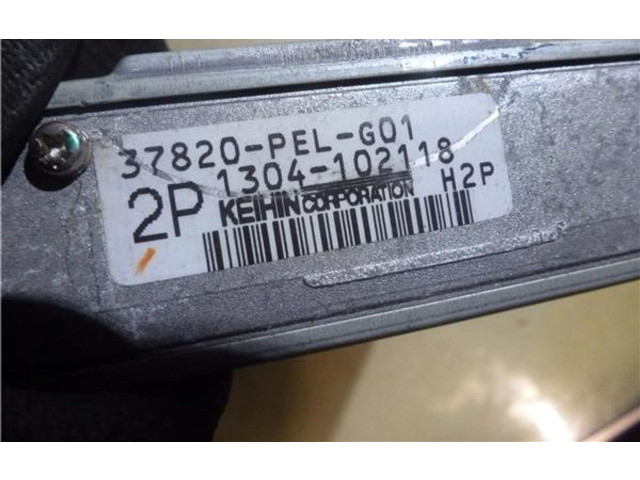 37820-PEL-G01
1304-102118
2P KEIHIN CORPORATION H2P